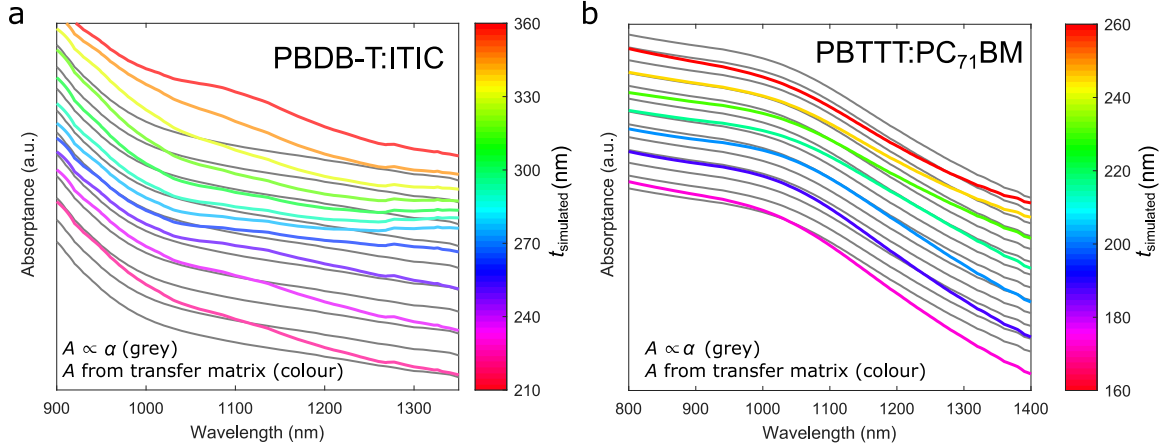 a
PBDB-T:ITIC
Absorptance (a.u.)
A ∝ α (grey)
A from transfer matrix (colour)
900 1000 1100 1200 1300
Wavelength (nm)
360
330
300
270
240
210
t simulated (nm)
b
PBTTT:PC71BM
Absorptance (a.u.)
A ∝ α (grey)
A from transfer matrix (colour)
800 900 1000 1100 1200 1300 1400
Wavelength (nm)
260
240
220
200
180
160
t simulated (nm)